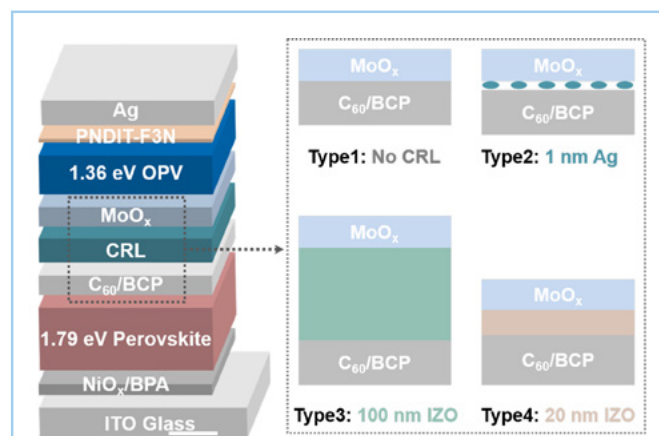 Ag
PNDIT-F3N
1.36 eV OPV
MoOₓ
CRL
C₆₀/BCP
1.79 eV Perovskite
NiOₓ/BPA
ITO Glass
MoOₓ
C₆₀/BCP
Type1: No CRL
MoOₓ
C₆₀/BCP
Type2: 1 nm Ag
MoOₓ
C₆₀/BCP
Type3: 100 nm IZO
MoOₓ
C₆₀/BCP
Type4: 20 nm IZO